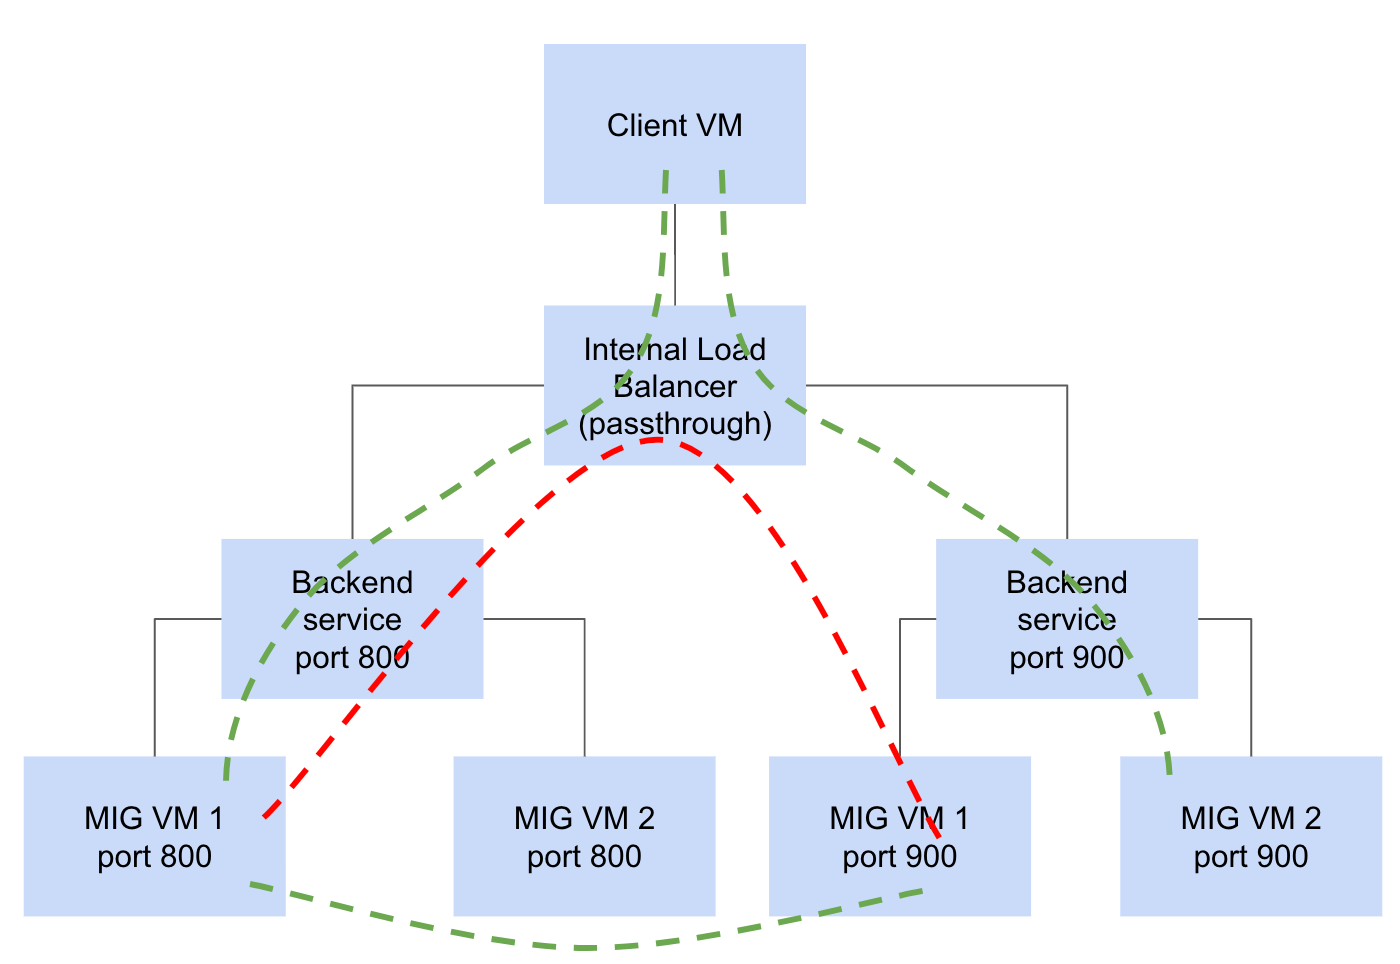 Client VM
Internal Load
Balancer
(passthrough)
Backend
service
port 800
Backend
service
port 900
MIG VM 1
port 800
MIG VM 2
port 800
MIG VM 1
port 900
MIG VM 2
port 900